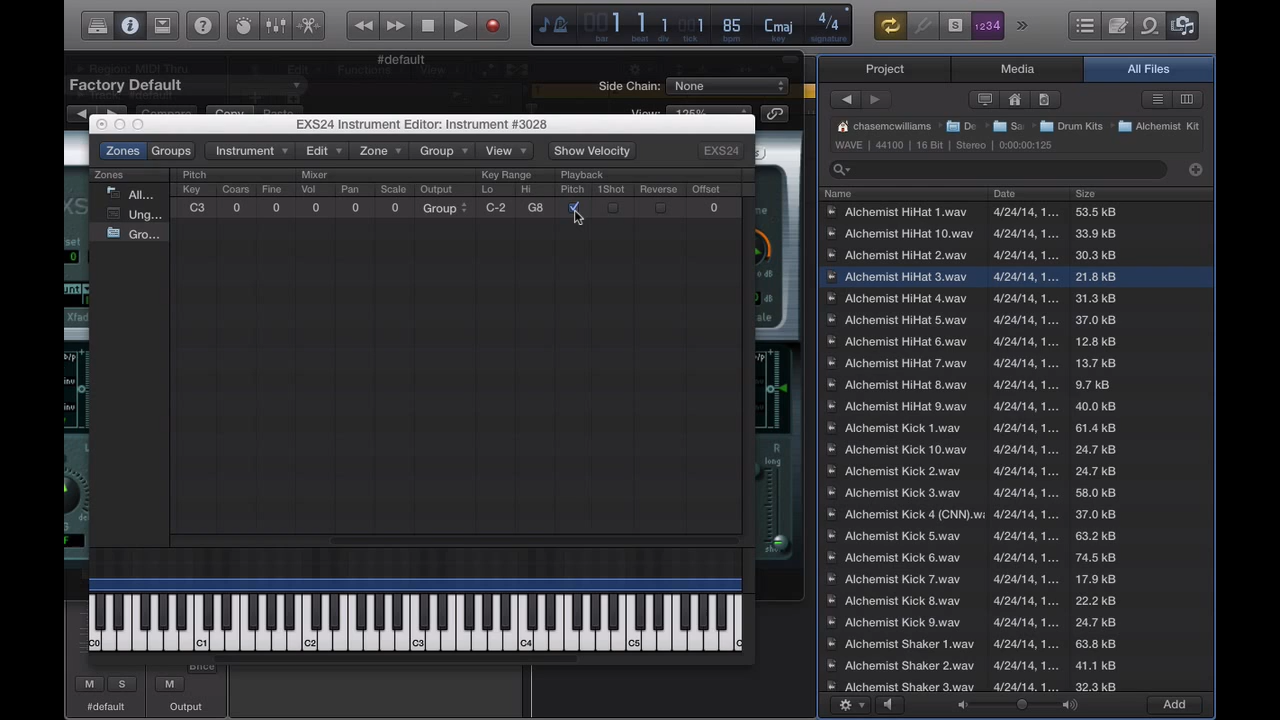 1 1 1 1 85 Cmaj 4/4
bar beat div tick bpm key signature
S 1234
#default
Region: MIDI Thru Edit Functions View
Factory Default
Side Chain: None
Compare Copy View: 125%
EXS24 Instrument Editor: Instrument #3028
Zones Groups Instrument Edit Zone Group View Show Velocity EXS24
Zones Pitch Mixer Key Range Playback
Key Coars Fine Vol Pan Scale Output Lo Hi Pitch 1Shot Reverse Offset
All...
C3 0 0 0 0 0 Group C-2 G8 0
Ung...
Gro...
C0 C1 C2 C3 C4 C5 C
M S M
#default Output
Project Media All Files
chasemcwilliams De Sa Drum Kits Alchemist Kit
WAVE | 44100 | 16 Bit | Stereo | 0:00:00:125
Name Date Size
Alchemist HiHat 1.wav 4/24/14, 1... 53.5 kB
Alchemist HiHat 10.wav 4/24/14, 1... 33.9 kB
Alchemist HiHat 2.wav 4/24/14, 1... 30.3 kB
Alchemist HiHat 3.wav 4/24/14, 1... 21.8 kB
Alchemist HiHat 4.wav 4/24/14, 1... 31.3 kB
Alchemist HiHat 5.wav 4/24/14, 1... 37.0 kB
Alchemist HiHat 6.wav 4/24/14, 1... 12.8 kB
Alchemist HiHat 7.wav 4/24/14, 1... 13.7 kB
Alchemist HiHat 8.wav 4/24/14, 1... 9.7 kB
Alchemist HiHat 9.wav 4/24/14, 1... 40.0 kB
Alchemist Kick 1.wav 4/24/14, 1... 61.4 kB
Alchemist Kick 10.wav 4/24/14, 1... 24.7 kB
Alchemist Kick 2.wav 4/24/14, 1... 24.7 kB
Alchemist Kick 3.wav 4/24/14, 1... 58.0 kB
Alchemist Kick 4 (CNN).wa 4/24/14, 1... 37.0 kB
Alchemist Kick 5.wav 4/24/14, 1... 63.2 kB
Alchemist Kick 6.wav 4/24/14, 1... 74.5 kB
Alchemist Kick 7.wav 4/24/14, 1... 17.9 kB
Alchemist Kick 8.wav 4/24/14, 1... 22.2 kB
Alchemist Kick 9.wav 4/24/14, 1... 24.7 kB
Alchemist Shaker 1.wav 4/24/14, 1... 63.8 kB
Alchemist Shaker 2.wav 4/24/14, 1... 41.1 kB
Alchemist Shaker 3.wav 4/24/14, 1... 32.3 kB
Add